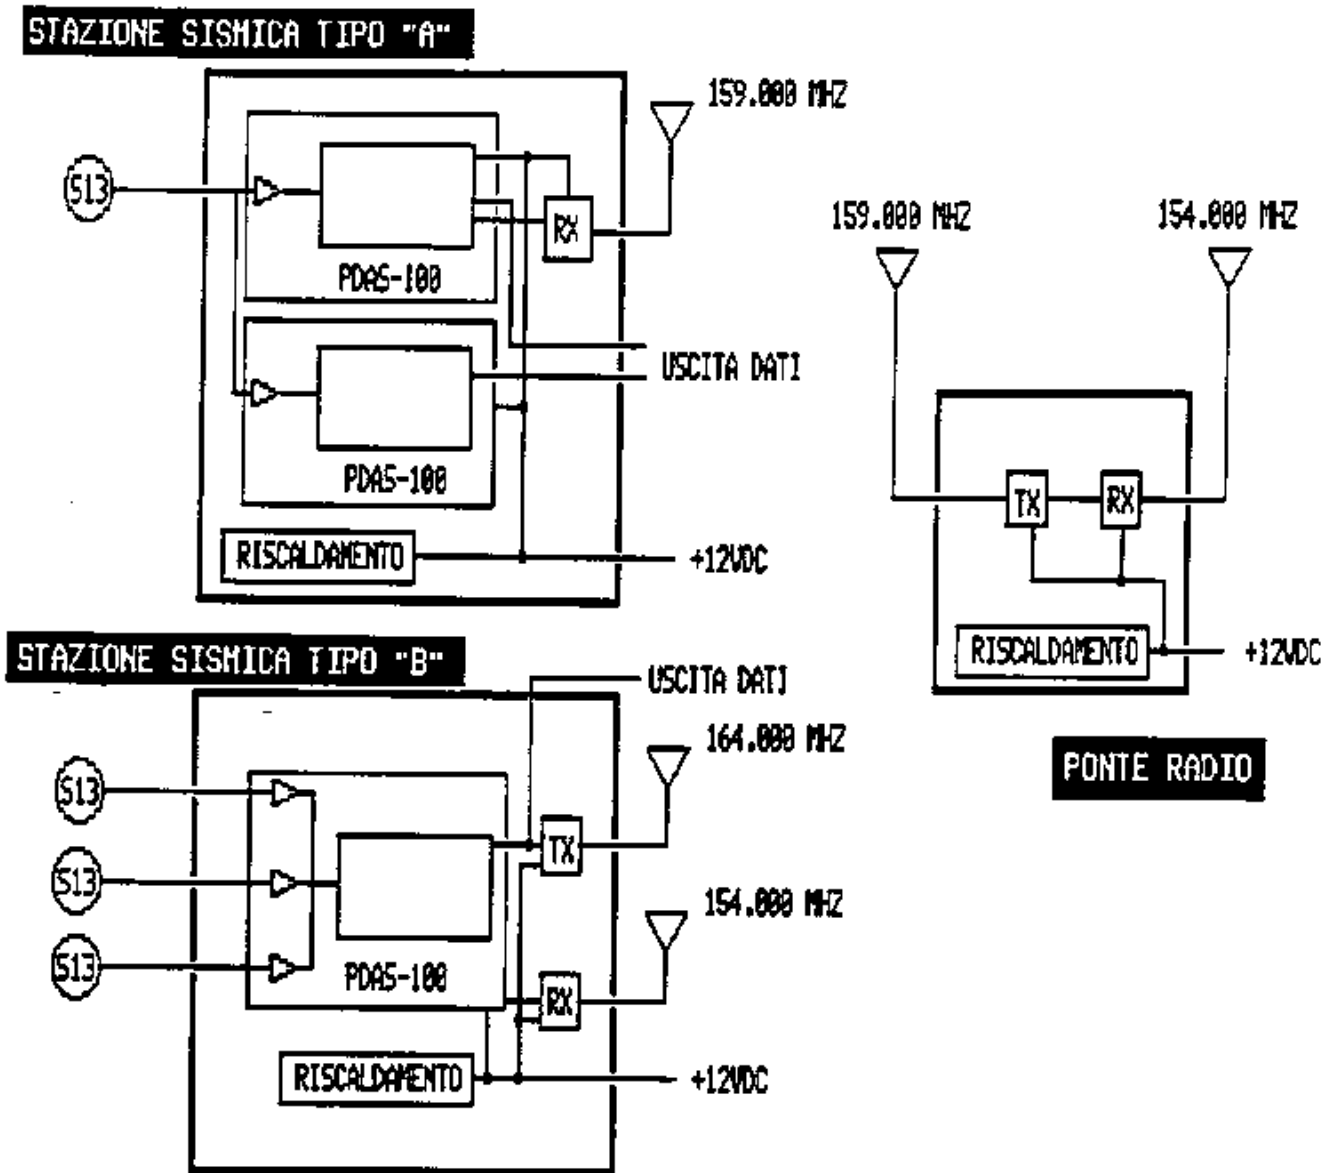 STAZIONE SISMICA TIPO "A"
159.000 MHZ
S13
RX
PDAS-100
USCITA DATI
PDAS-100
RISCALDAMENTO
+12VDC
159.000 MHZ
154.000 MHZ
TX
RX
RISCALDAMENTO
+12VDC
PONTE RADIO
STAZIONE SISMICA TIPO "B"
USCITA DATI
164.000 MHZ
S13
TX
S13
154.000 MHZ
S13
PDAS-100
RX
RISCALDAMENTO
+12VDC